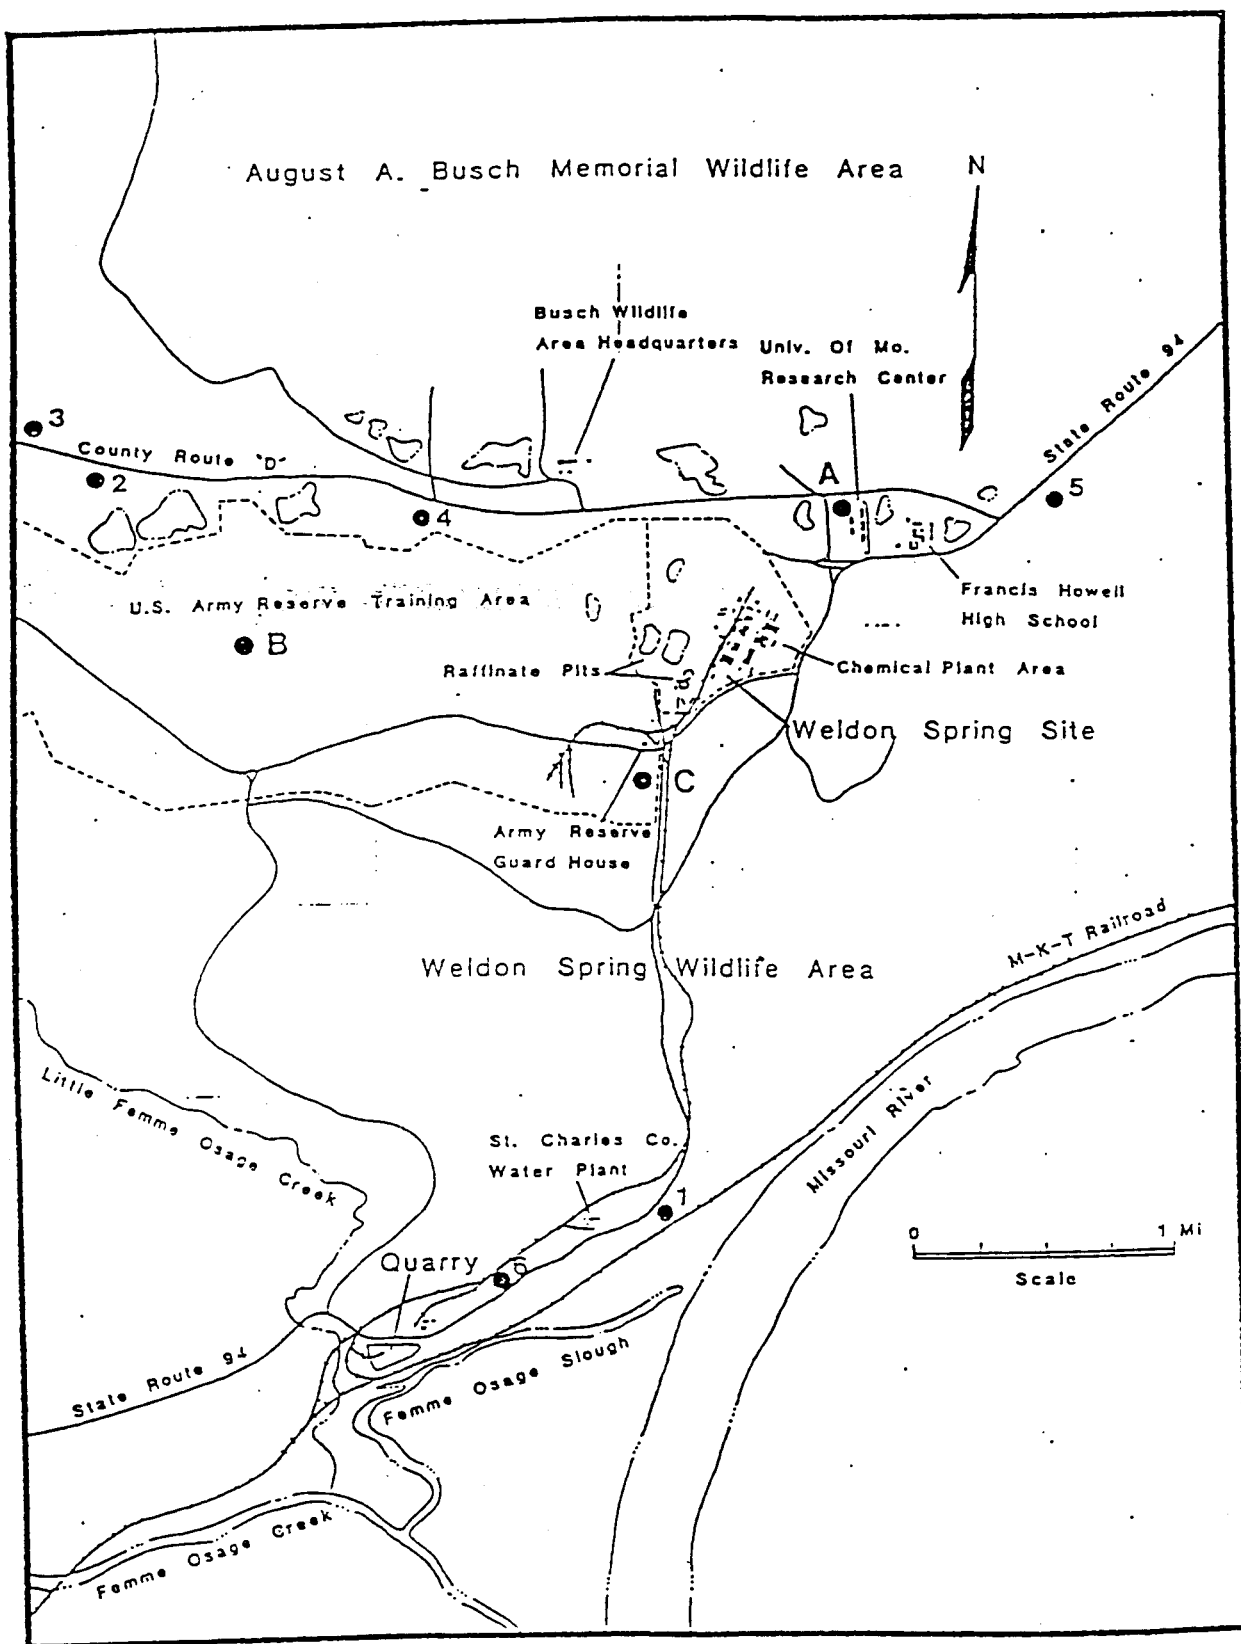 August A. Busch Memorial Wildlife Area
N
Busch Wildlife
Area Headquarters
Univ. Of Mo.
Research Center
State Route 94
3
County Route "D"
2
4
A
5
Francis Howell
High School
U.S. Army Reserve Training Area
B
Raffinate Pits
Chemical Plant Area
Weldon Spring Site
C
Army Reserve
Guard House
Weldon Spring Wildlife Area
M-K-T Railroad
Little Femme Osage Creek
Missouri River
St. Charles Co.
Water Plant
1
0 1 Mi
Scale
Quarry
6
State Route 94
Femme Osage Slough
Femme Osage Creek